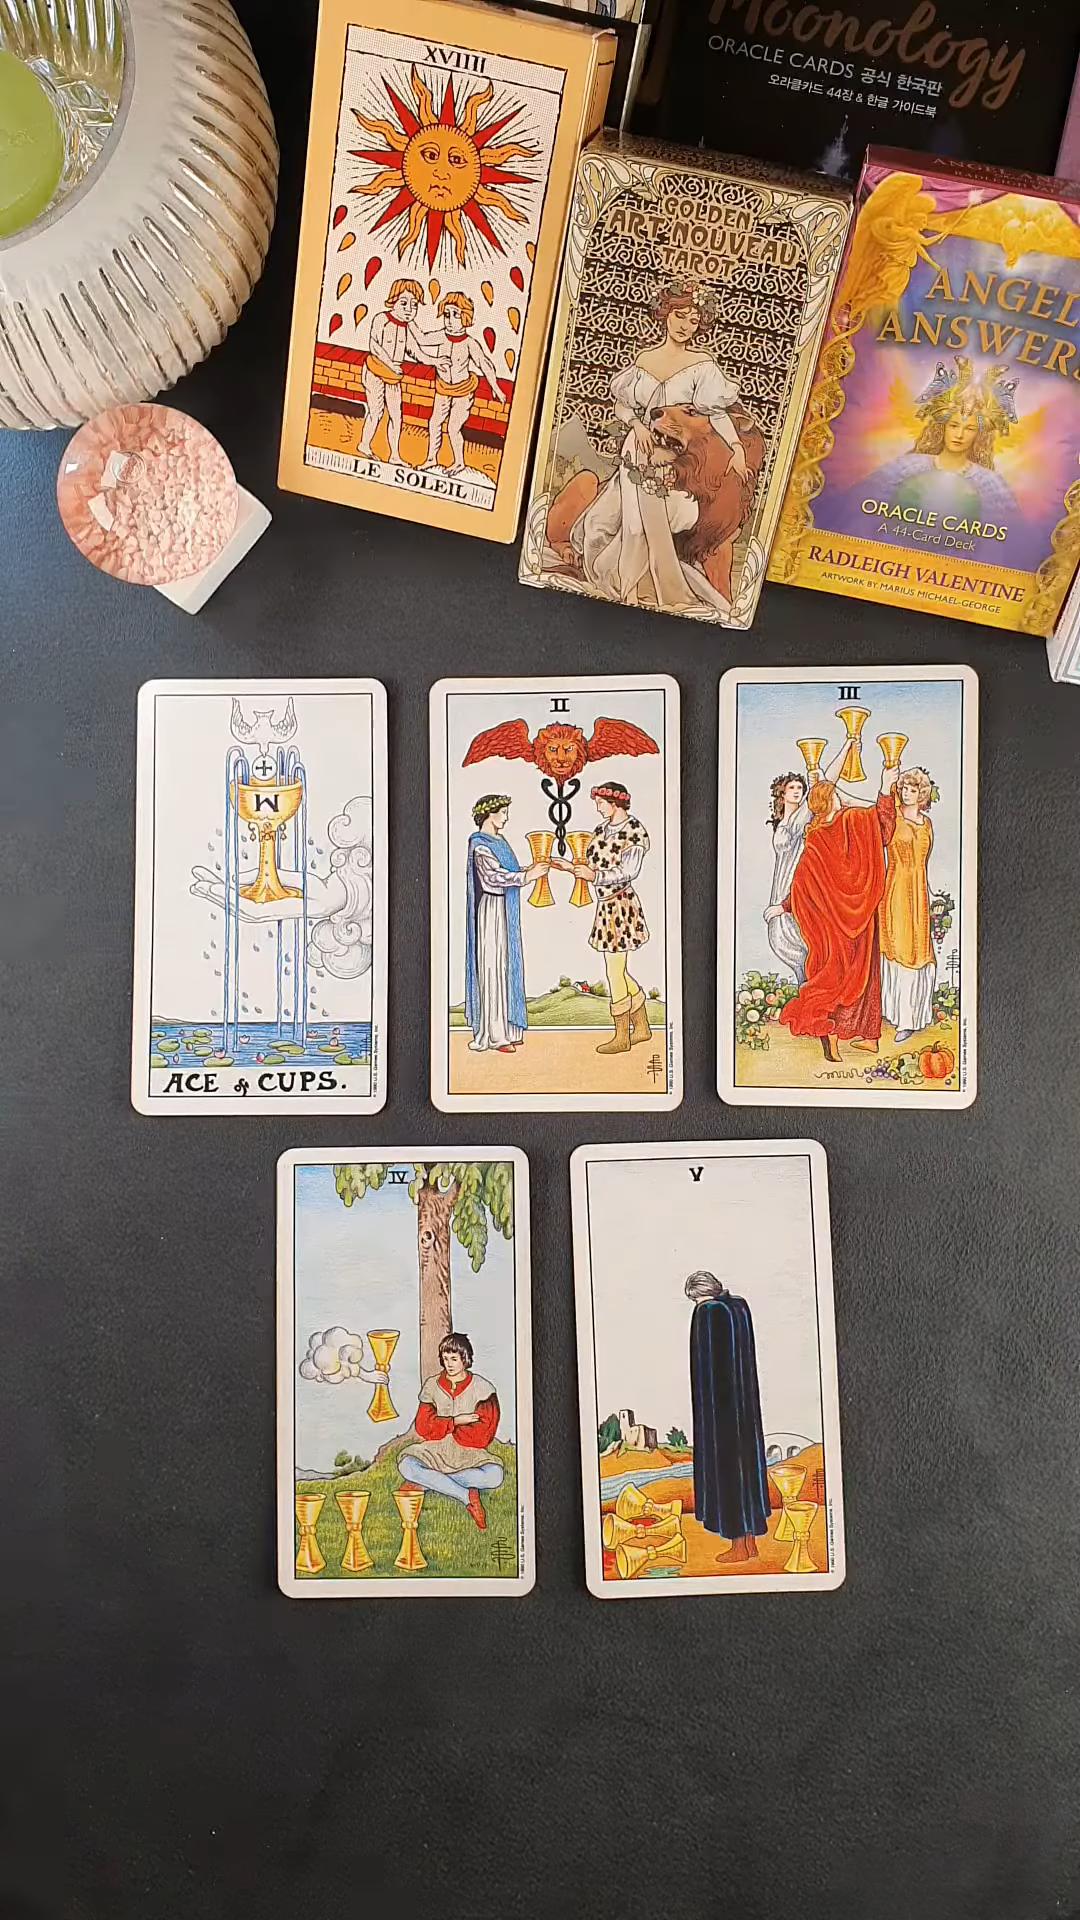 Moonology
ORACLE CARDS 공식 한국판
오라클카드 44장 & 한글 가이드북
XVIIII
LE SOLEIL
GOLDEN
ART NOUVEAU
TAROT
ANGEL
ANSWERS
ORACLE CARDS
A 44-Card Deck
RADLEIGH VALENTINE
ARTWORK BY MARIUS MICHAEL-GEORGE
W
ACE of CUPS.
II
III
IV
V